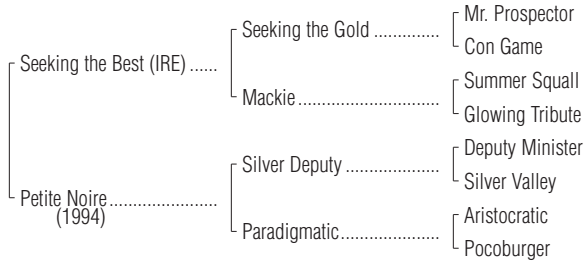 Mr. Prospector
Seeking the Gold ..............
Con Game
Seeking the Best (IRE) ......
Summer Squall
Mackie ..............................
Glowing Tribute
Deputy Minister
Silver Deputy ....................
Silver Valley
Petite Noire .......................
(1994)
Aristocratic
Paradigmatic .....................
Pocoburger